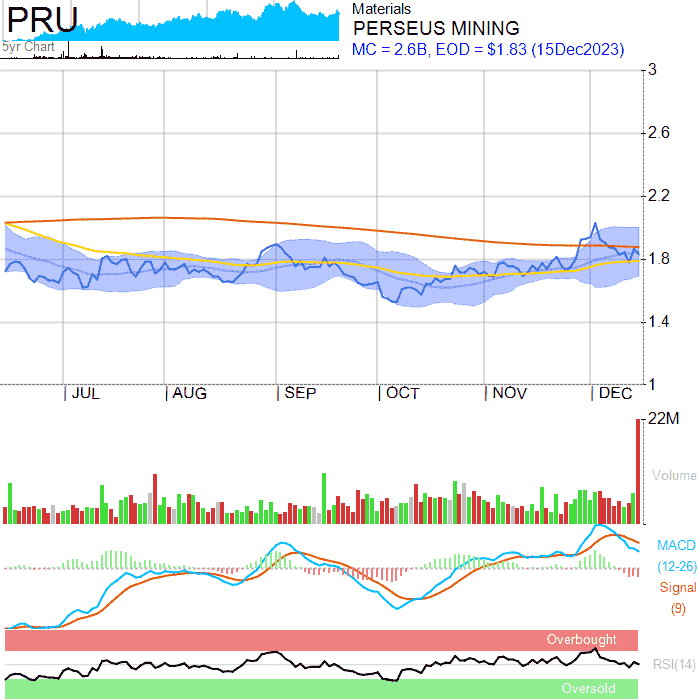 PRU
5yr Chart
Materials
PERSEUS MINING
MC = 2.6B, EOD = $1.83 (15Dec2023)
3
2.6
2.2
1.8
1.4
1
JUL AUG SEP OCT NOV DEC
22M
Volume
MACD
(12-26)
Signal
(9)
Overbought
RSI(14)
Oversold